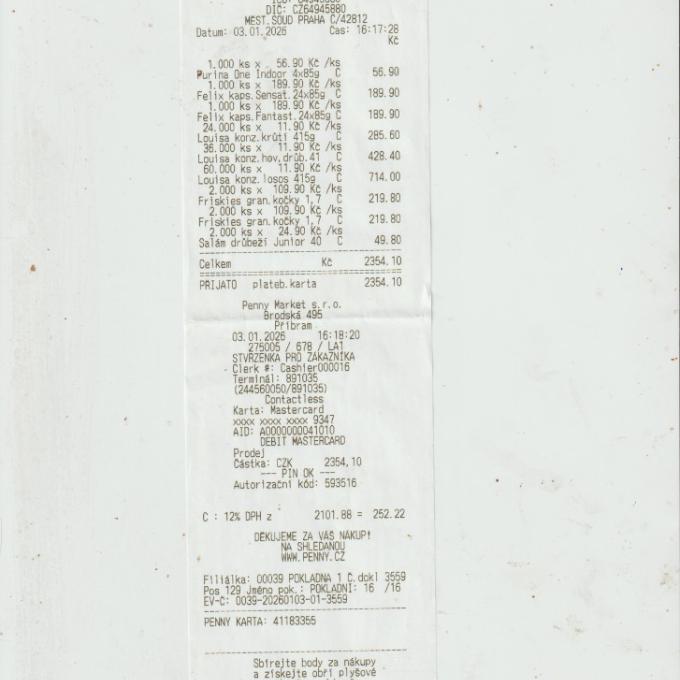 DIČ: CZ64945880
MEST.SOUD PRAHA C/42812
Datum: 03.01.2026 Čas: 16:17:28
Kč
1.000 ks x 56.90 Kč /ks
Purina One Indoor 4x85g C 56.90
1.000 ks x 189.90 Kč /ks
Felix kaps.Sensat.24x85g C 189.90
1.000 ks x 189.90 Kč /ks
Felix kaps.Fantast.24x85g C 189.90
24.000 ks x 11.90 Kč /ks
Louisa konz.krůtí 415g C 285.60
36.000 ks x 11.90 Kč /ks
Louisa konz.hov,drůb.41 C 428.40
60.000 ks x 11.90 Kč /ks
Louisa konz.losos 415g C 714.00
2.000 ks x 109.90 Kč /ks
Friskies gran.kočky 1,7 C 219.80
2.000 ks x 109.90 Kč /ks
Friskies gran.kočky 1,7 C 219.80
2.000 ks x 24.90 Kč /ks
Salám drůbeží Junior 40 C 49.80
Celkem Kč 2354.10
PRIJATO plateb.karta 2354.10
Penny Market s.r.o.
Brodská 495
Příbram
03.01.2026 16:18:20
275005 / 678 / LA1
STVRZENKA PRO ZÁKAZNÍKA
Clerk #: Cashier000016
Terminál: 891035
(244560050/891035)
Contactless
Karta: Mastercard
xxxx xxxx xxxx 9347
AID: A0000000041010
DEBIT MASTERCARD
Prodej
Částka: CZK 2354,10
--- PIN OK ---
Autorizační kód: 593516
C : 12% DPH z 2101.88 = 252.22
DĚKUJEME ZA VÁŠ NÁKUP!
NA SHLEDANOU
WWW.PENNY.CZ
Filiálka: 00039 POKLADNA 1 Č.dokl 3559
Pos 129 Jméno pok.: POKLADNÍ: 16 /16
EV-Č: 0039-20260103-01-3559
PENNY KARTA: 41183355
Sbírejte body za nákupy
a získejte obří plyšové